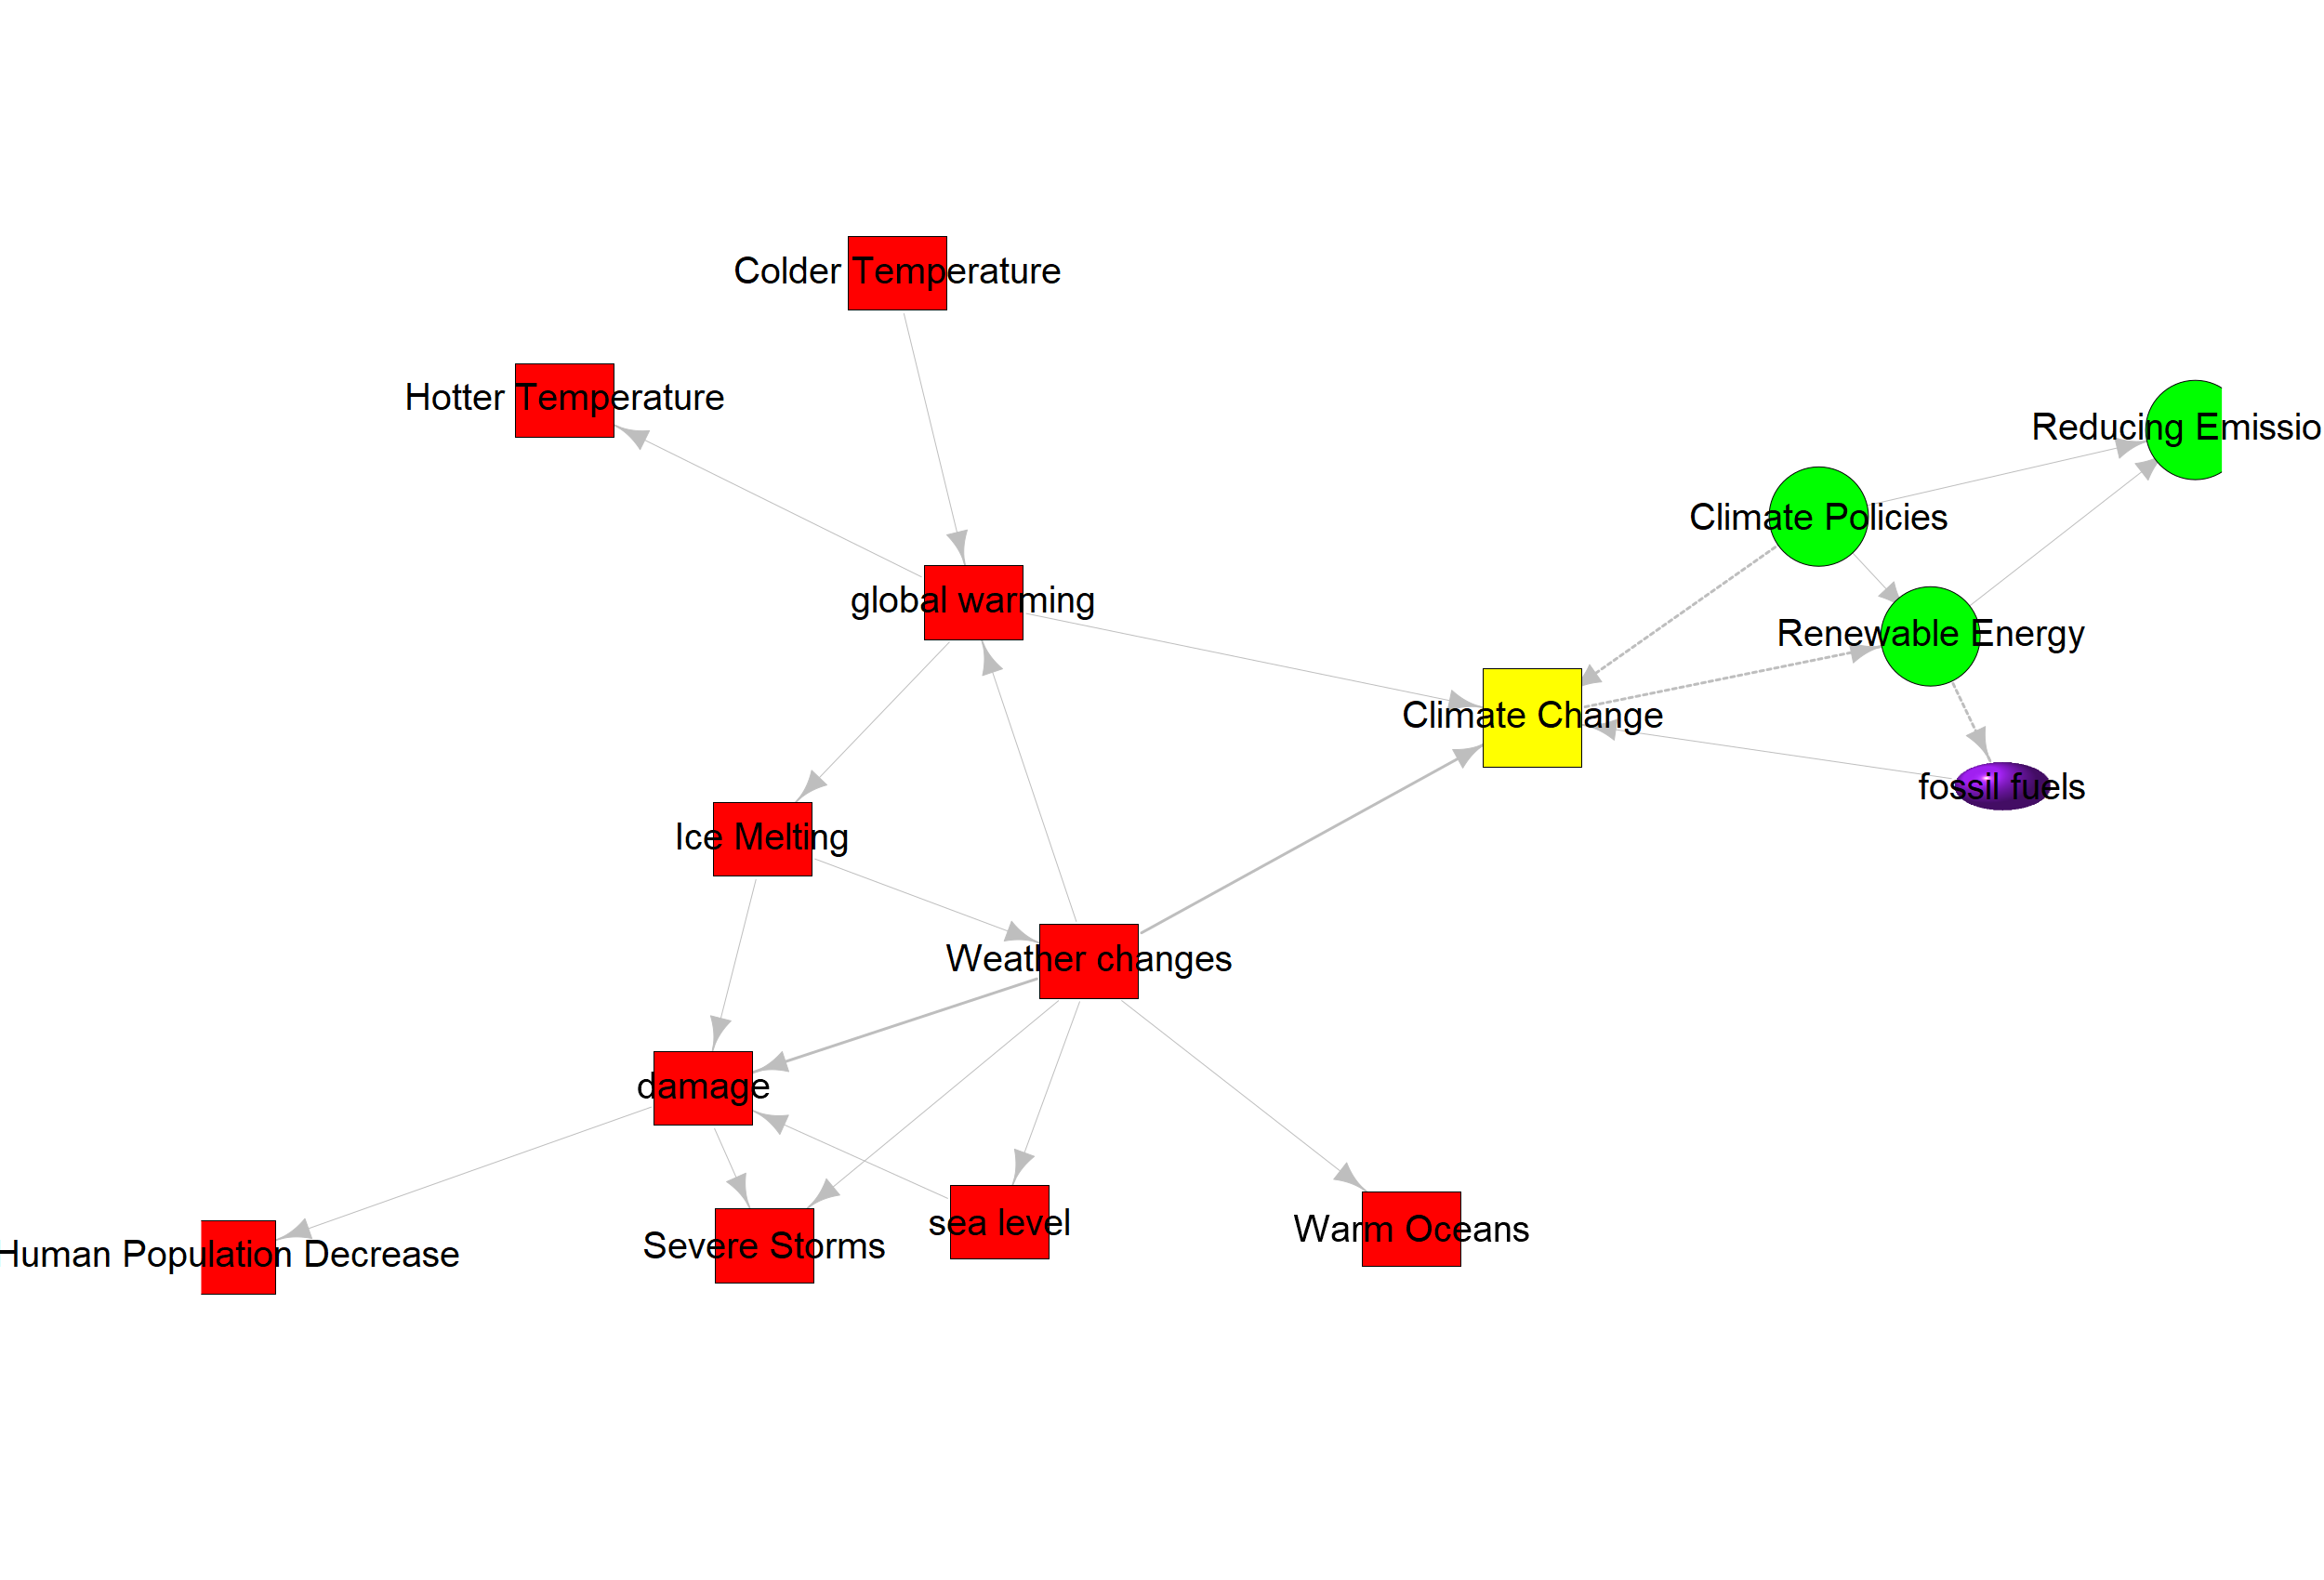 Colder Temperature
Hotter Temperature
Reducing Emissio
Climate Policies
global warming
Renewable Energy
Climate Change
fossil fuels
Ice Melting
Weather changes
damage
sea level
Warm Oceans
Severe Storms
Human Population Decrease